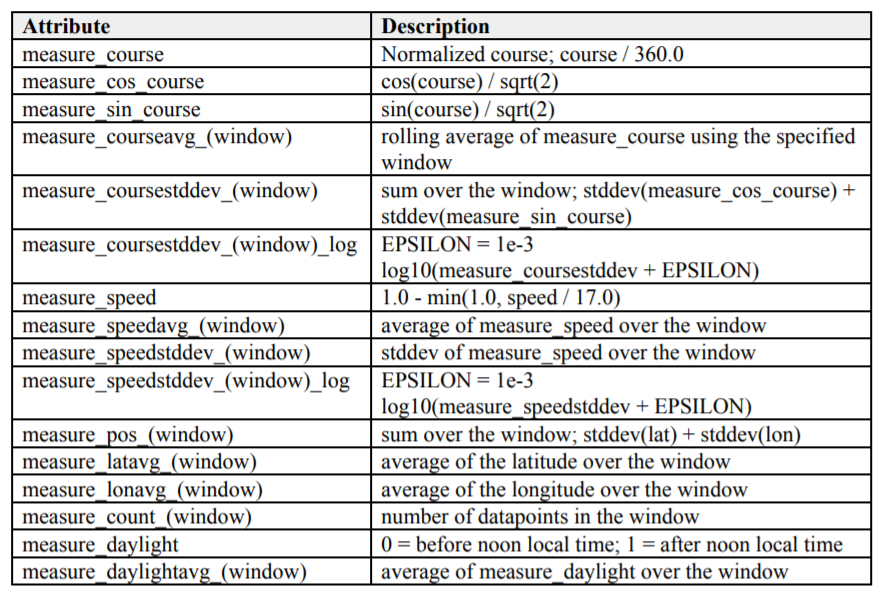 Attribute Description
measure_course Normalized course; course / 360.0
measure_cos_course cos(course) / sqrt(2)
measure_sin_course sin(course) / sqrt(2)
measure_courseavg_(window) rolling average of measure_course using the specified
window
measure_coursestddev_(window) sum over the window; stddev(measure_cos_course) +
stddev(measure_sin_course)
measure_coursestddev_(window)_log EPSILON = 1e-3
log10(measure_coursestddev + EPSILON)
measure_speed 1.0 - min(1.0, speed / 17.0)
measure_speedavg_(window) average of measure_speed over the window
measure_speedstddev_(window) stddev of measure_speed over the window
measure_speedstddev_(window)_log EPSILON = 1e-3
log10(measure_speedstddev + EPSILON)
measure_pos_(window) sum over the window; stddev(lat) + stddev(lon)
measure_latavg_(window) average of the latitude over the window
measure_lonavg_(window) average of the longitude over the window
measure_count_(window) number of datapoints in the window
measure_daylight 0 = before noon local time; 1 = after noon local time
measure_daylightavg_(window) average of measure_daylight over the window